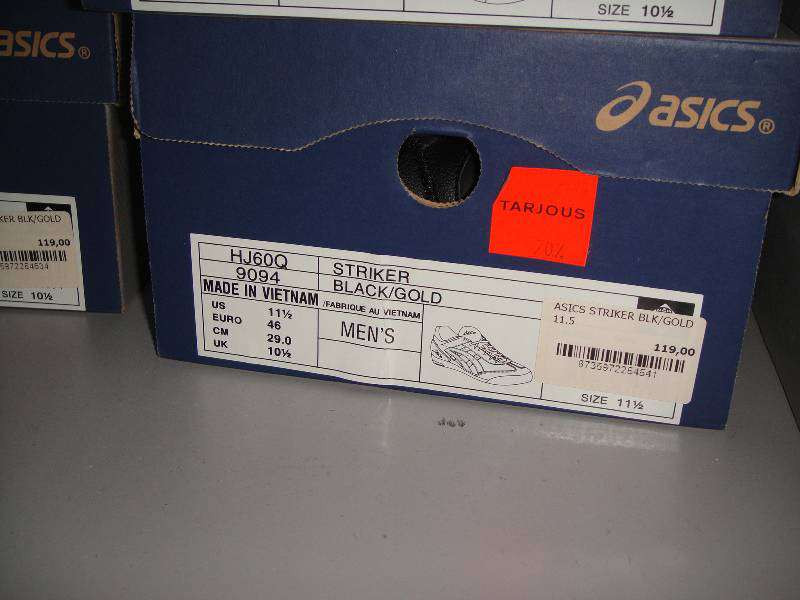 SIZE 10½
asics®
asics®
TARJOUS
70%
KER BLK/GOLD
119,00
SIZE 10½
HJ60Q
9094
STRIKER
BLACK/GOLD
MADE IN VIETNAM /FABRIQUE AU VIETNAM
US 11½
EURO 46
CM 29.0
UK 10½
MEN'S
ASICS STRIKER BLK/GOLD
11.5
119,00
8735972264541
SIZE 11½